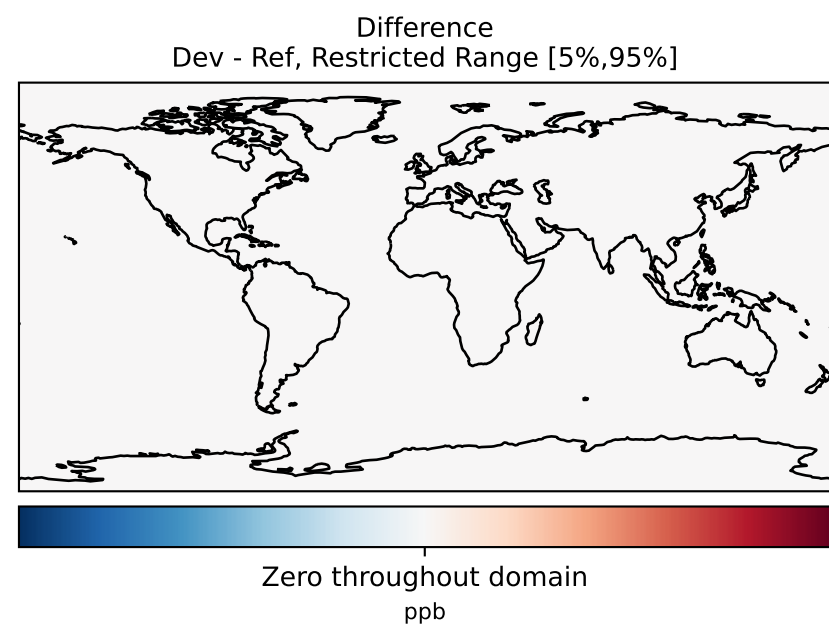 Difference
Dev - Ref, Restricted Range [5%,95%]
Zero throughout domain
ppb